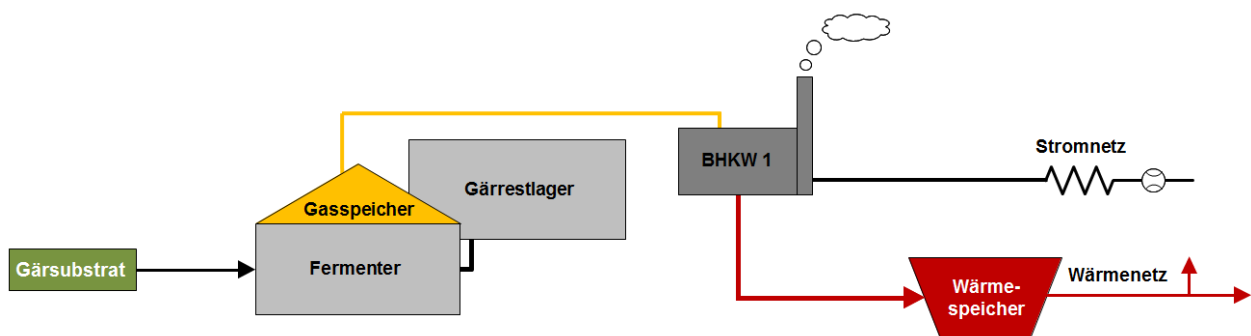 BHKW 1
Stromnetz
Gärrestlager
Gasspeicher
Gärsubstrat
Fermenter
Wärme-
speicher
Wärmenetz